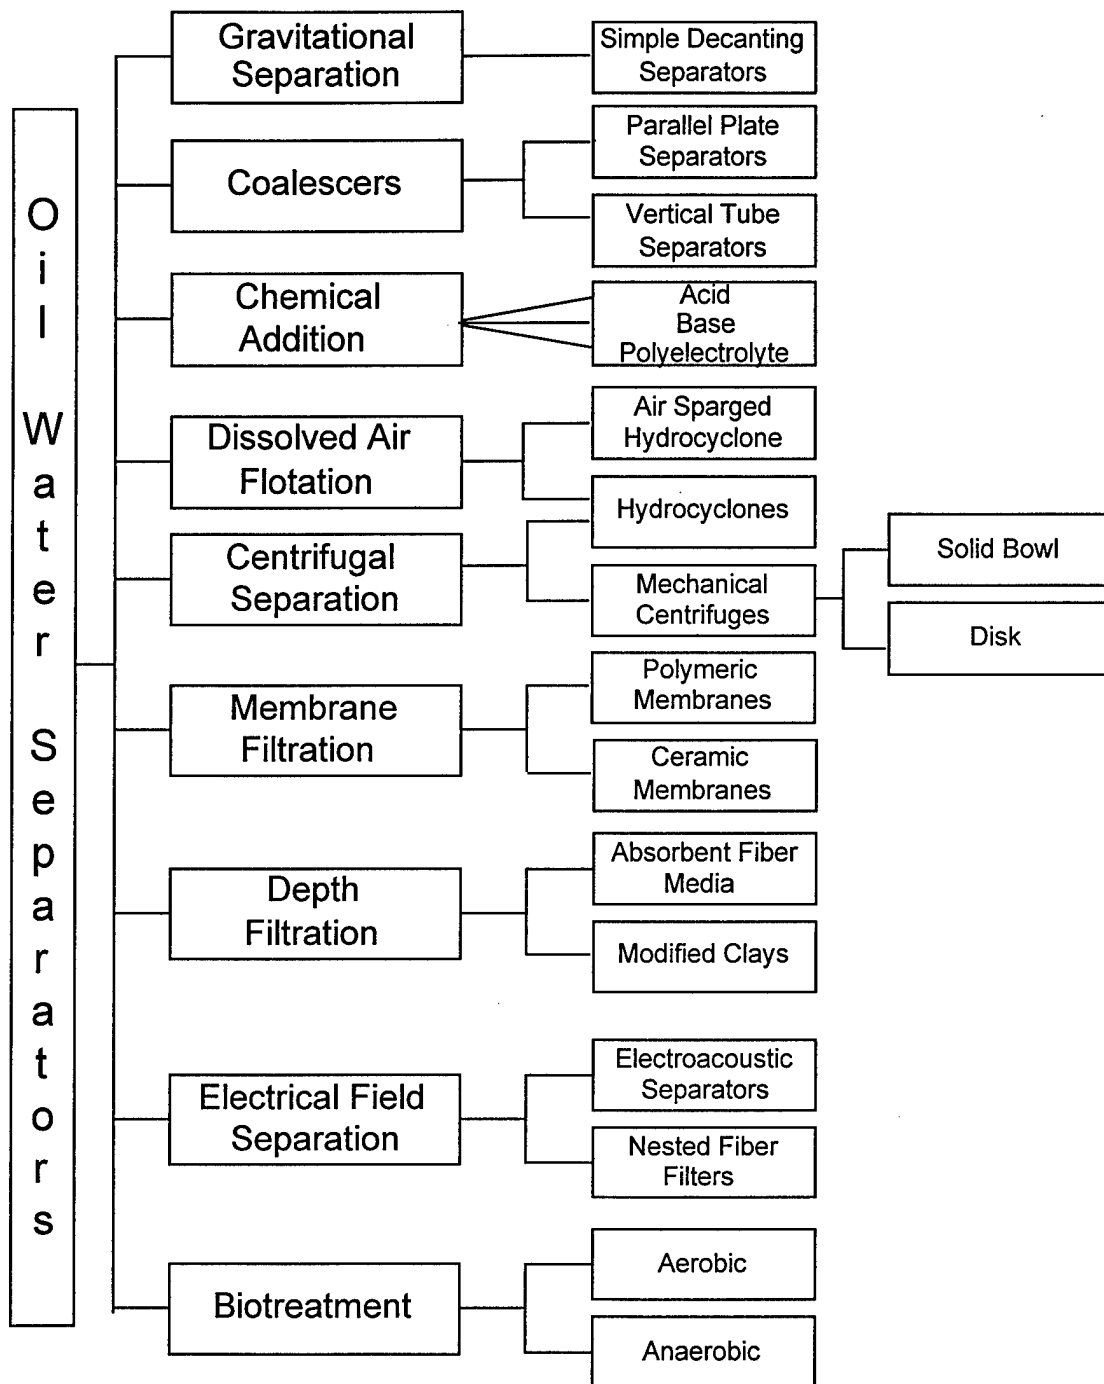 Oil Water Separators
Gravitational
Separation
Simple Decanting
Separators
Coalescers
Parallel Plate
Separators
Vertical Tube
Separators
Chemical
Addition
Acid
Base
Polyelectrolyte
Dissolved Air
Flotation
Air Sparged
Hydrocyclone
Hydrocyclones
Centrifugal
Separation
Mechanical
Centrifuges
Solid Bowl
Disk
Membrane
Filtration
Polymeric
Membranes
Ceramic
Membranes
Depth
Filtration
Absorbent Fiber
Media
Modified Clays
Electrical Field
Separation
Electroacoustic
Separators
Nested Fiber
Filters
Biotreatment
Aerobic
Anaerobic